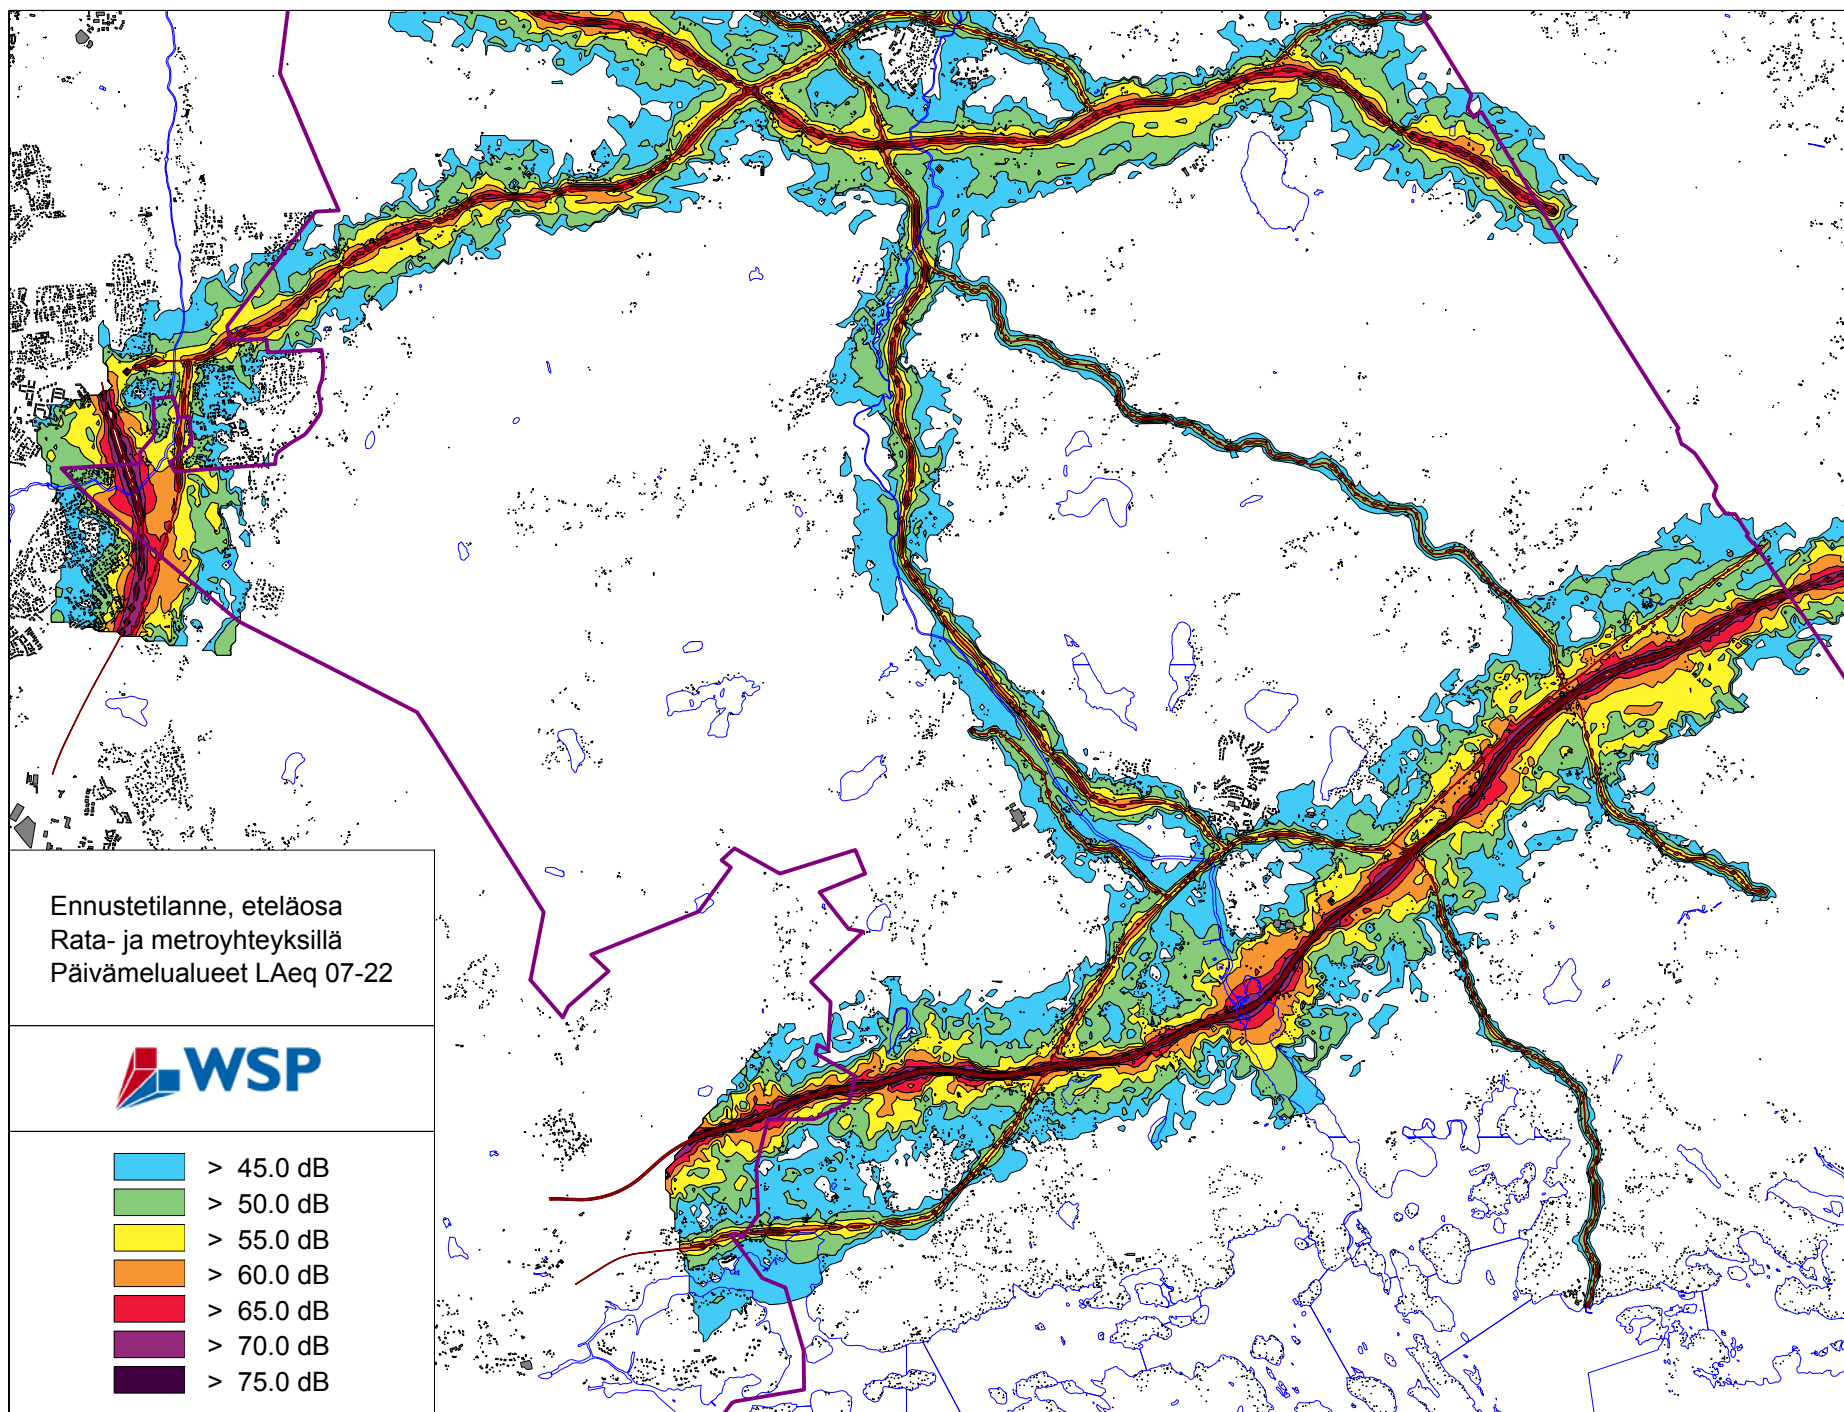 Ennustetilanne, eteläosa
Rata- ja metroyhteyksillä
Päivämelualueet LAeq 07-22
WSP
> 45.0 dB
> 50.0 dB
> 55.0 dB
> 60.0 dB
> 65.0 dB
> 70.0 dB
> 75.0 dB